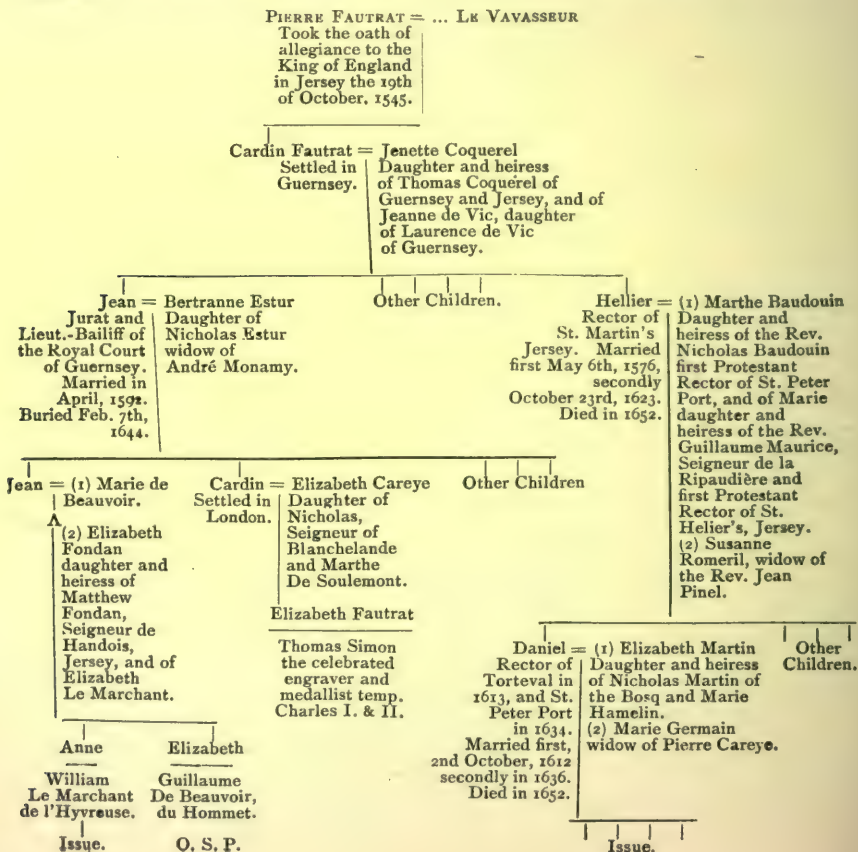 PIERRE FAUTRAT = ... LE VAVASSEUR
Took the oath of
allegiance to the
King of England
in Jersey the 19th
of October, 1545.
Cardin Fautrat = Jenette Coquerel
Settled in
Guernsey.
Daughter and heiress
of Thomas Coquerel of
Guernsey and Jersey, and of
Jeanne de Vic, daughter
of Laurence de Vic
of Guernsey.
Jean = Bertranne Estur
Jurat and
Lieut.-Bailiff of
the Royal Court
of Guernsey.
Married in
April, 1591.
Buried Feb. 7th,
1644.
Daughter of
Nicholas Estur
widow of
André Monamy.
Other Children.
Hellier = (1) Marthe Baudouin
Rector of
St. Martin's
Jersey. Married
first May 6th, 1576,
secondly
October 23rd, 1623.
Died in 1652.
Daughter and
heiress of the Rev.
Nicholas Baudouin
first Protestant
Rector of St. Peter
Port, and of Marie
daughter and
heiress of the Rev.
Guillaume Maurice,
Seigneur de la
Ripaudière and
first Protestant
Rector of St.
Helier's, Jersey.
(2) Susanne
Romeril, widow of
the Rev. Jean
Pinel.
Jean = (1) Marie de
Beauvoir.
(2) Elizabeth
Fondan
daughter and
heiress of
Matthew
Fondan,
Seigneur de
Handois,
Jersey, and of
Elizabeth
Le Marchant.
Cardin = Elizabeth Careye
Settled in
London.
Daughter of
Nicholas,
Seigneur of
Blanchelande
and Marthe
De Soulemont.
Other Children
Elizabeth Fautrat
Thomas Simon
the celebrated
engraver and
medallist temp.
Charles I. & II.
Daniel = (1) Elizabeth Martin
Rector of
Torteval in
1613, and St.
Peter Port
in 1634.
Married first,
2nd October, 1612
secondly in 1636.
Died in 1652.
Daughter and heiress
of Nicholas Martin of
the Bosq and Marie
Hamelin.
(2) Marie Germain
widow of Pierre Careye.
Other
Children.
Anne
William
Le Marchant
de l'Hyvreuse.
Issue.
Elizabeth
Guillaume
De Beauvoir,
du Hommet.
O. S. P.
Issue.